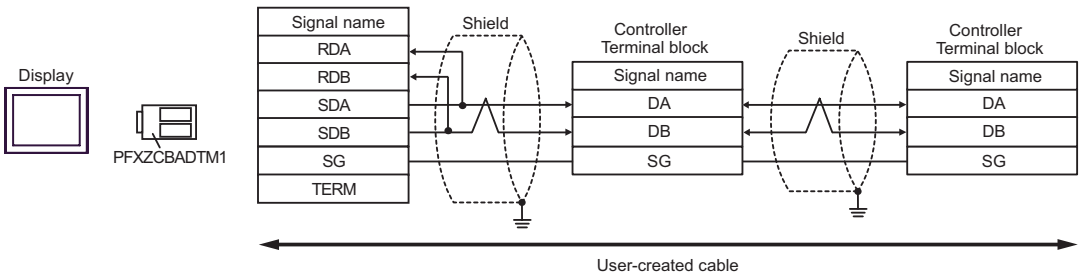 Display
PFXZCBADTM1
Signal name
RDA
RDB
SDA
SDB
SG
TERM
Shield
Controller
Terminal block
Signal name
DA
DB
SG
Shield
Controller
Terminal block
Signal name
DA
DB
SG
User-created cable